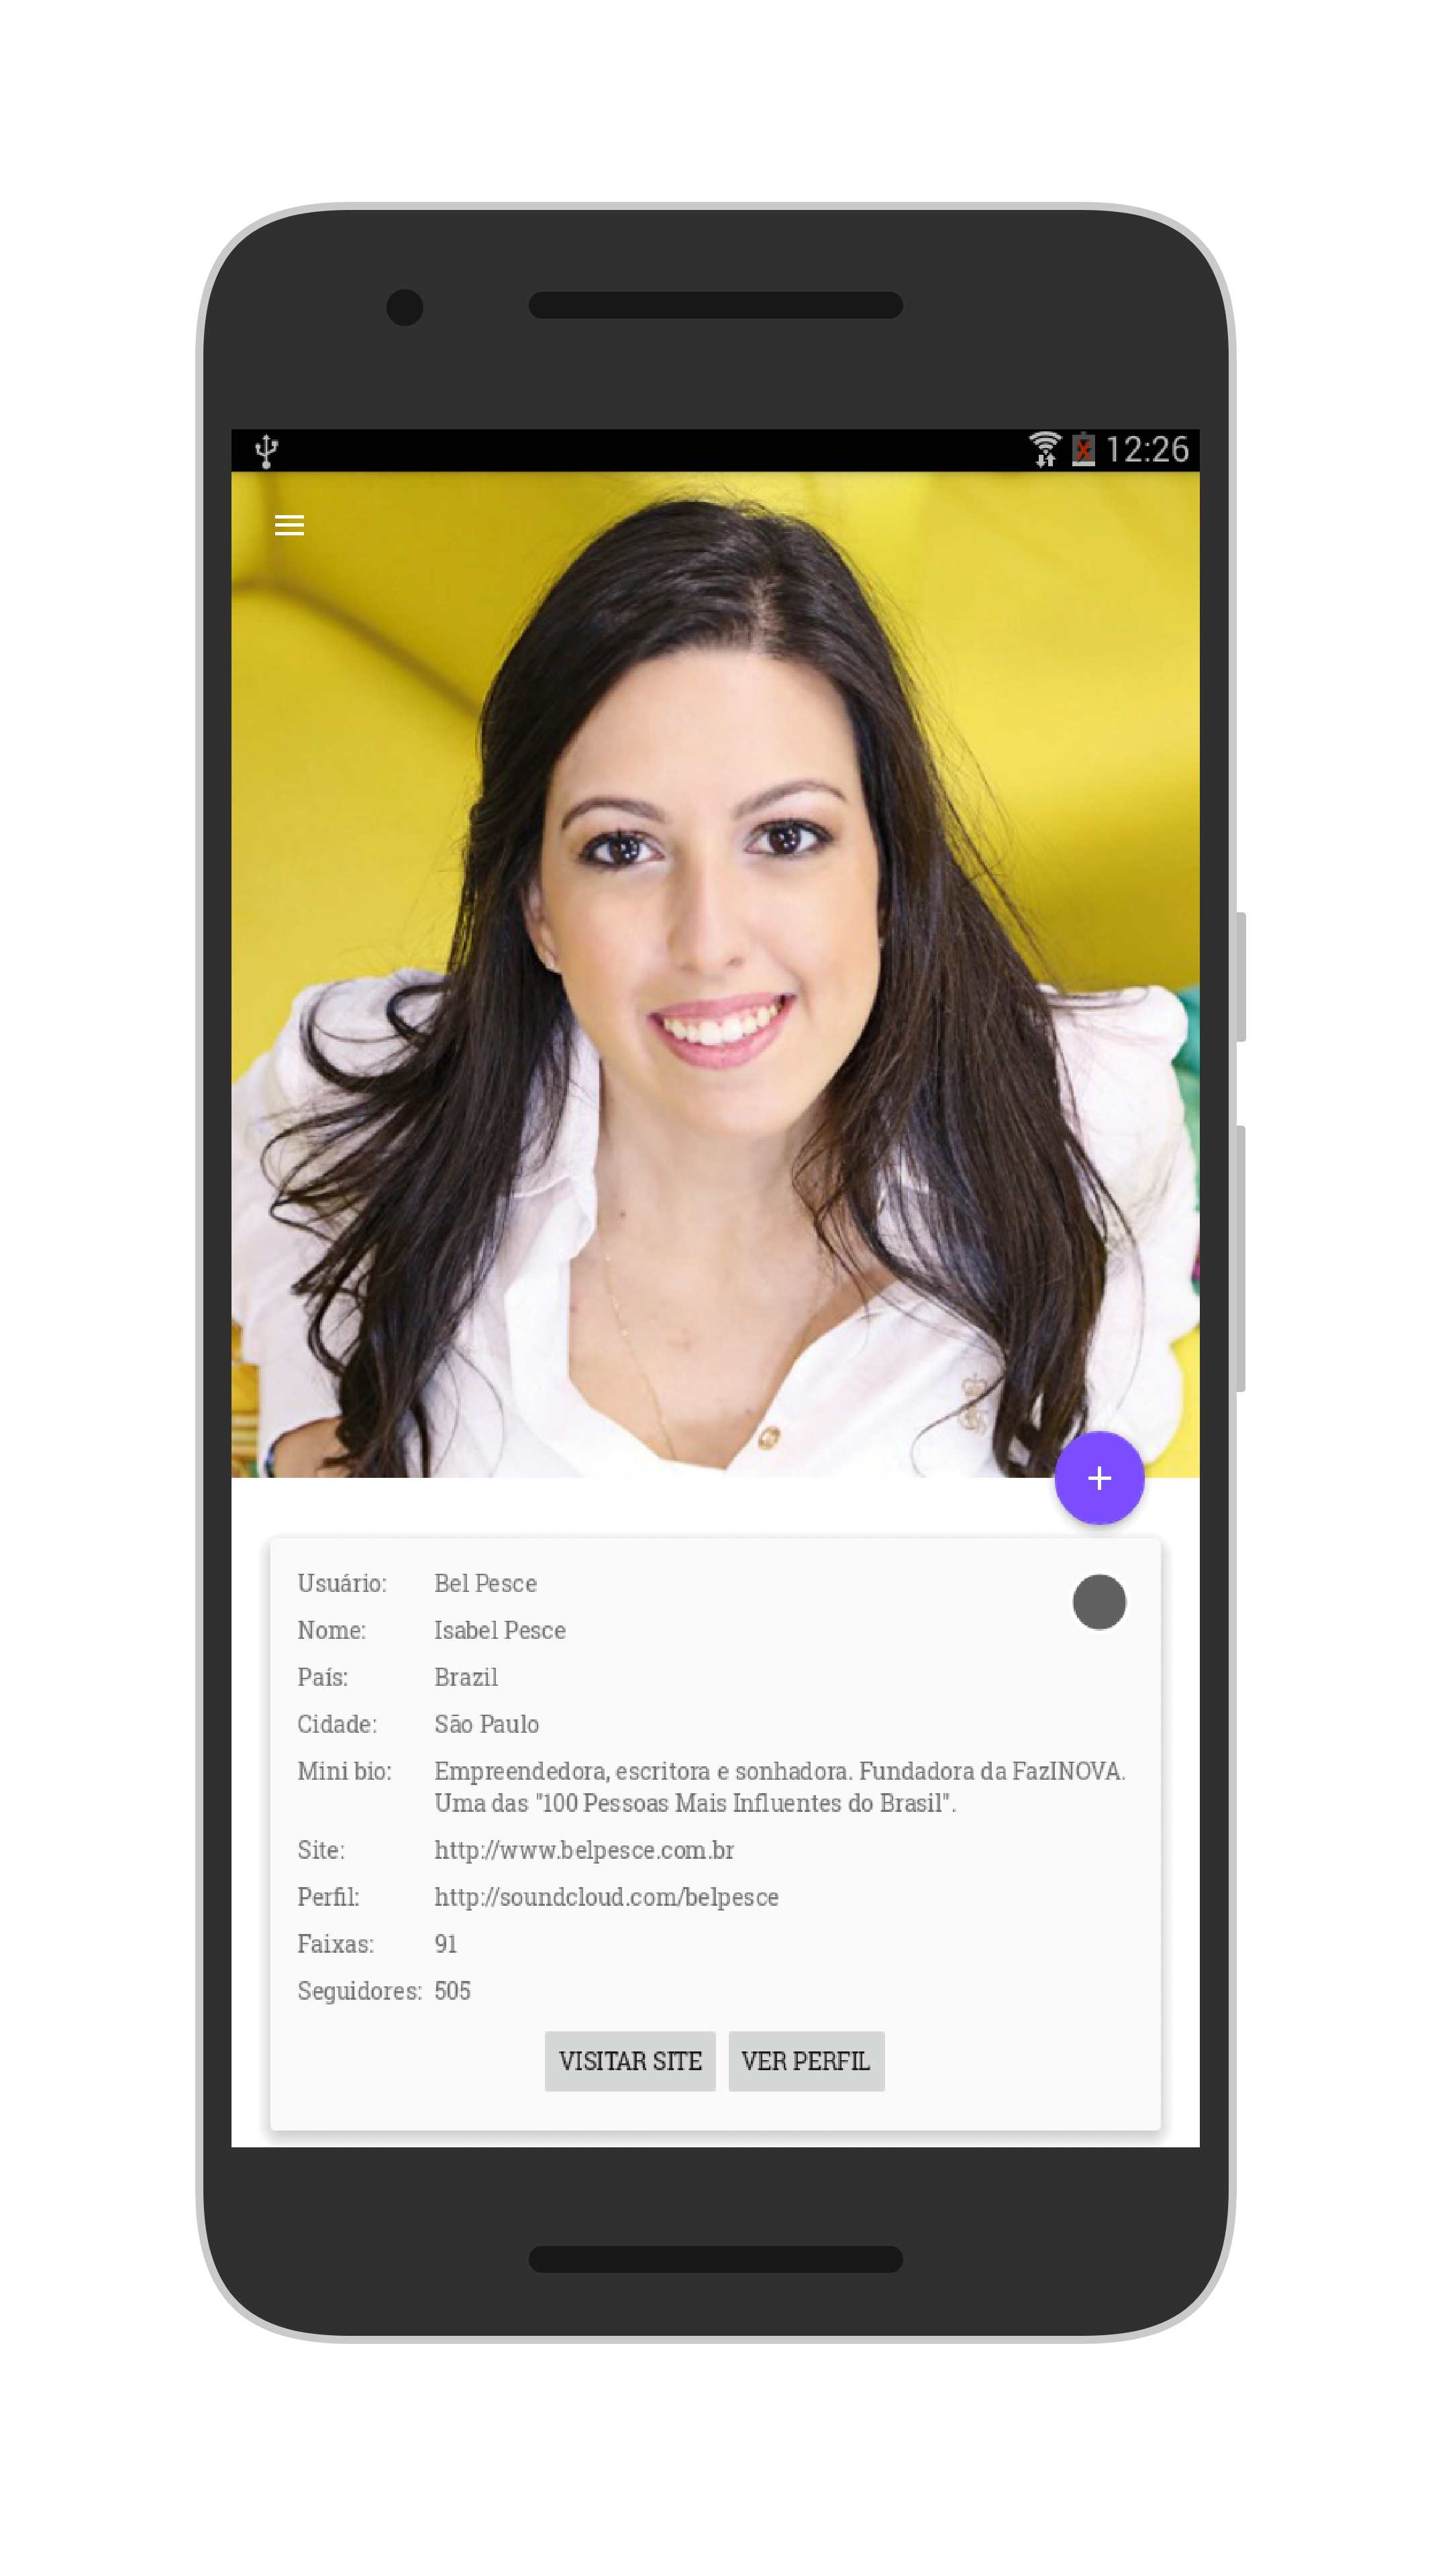 12:26
Usuário: Bel Pesce
Nome: Isabel Pesce
País: Brazil
Cidade: São Paulo
Mini bio: Empreendedora, escritora e sonhadora. Fundadora da FazINOVA.
Uma das "100 Pessoas Mais Influentes do Brasil".
Site: http://www.belpesce.com.br
Perfil: http://soundcloud.com/belpesce
Faixas: 91
Seguidores: 505
VISITAR SITE VER PERFIL